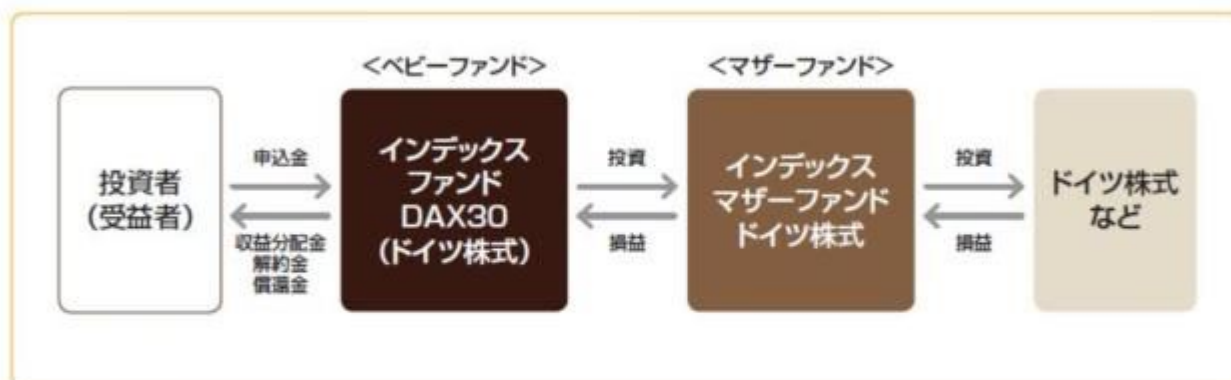 <ベビーファンド>
<マザーファンド>
投資者
(受益者)
申込金
収益分配金
解約金
償還金
インデックス
ファンド
DAX30
(ドイツ株式)
投資
損益
インデックス
マザーファンド
ドイツ株式
投資
損益
ドイツ株式
など